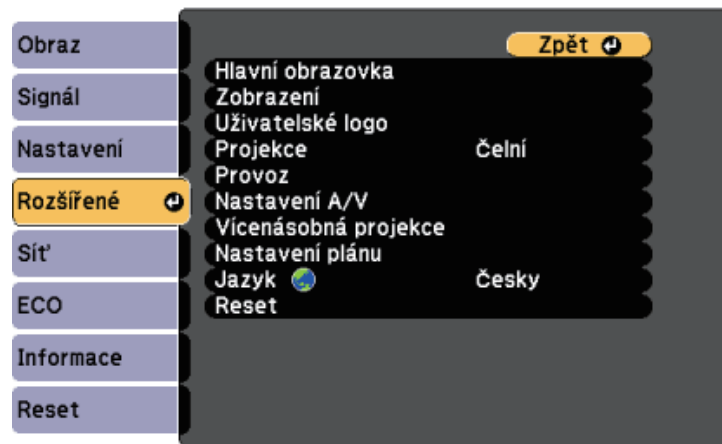 Obraz
Signál
Nastavení
Rozšířené
Síť
ECO
Informace
Reset
Zpět
Hlavní obrazovka
Zobrazení
Uživatelské logo
Projekce Čelní
Provoz
Nastavení A/V
Vícenásobná projekce
Nastavení plánu
Jazyk Česky
Reset